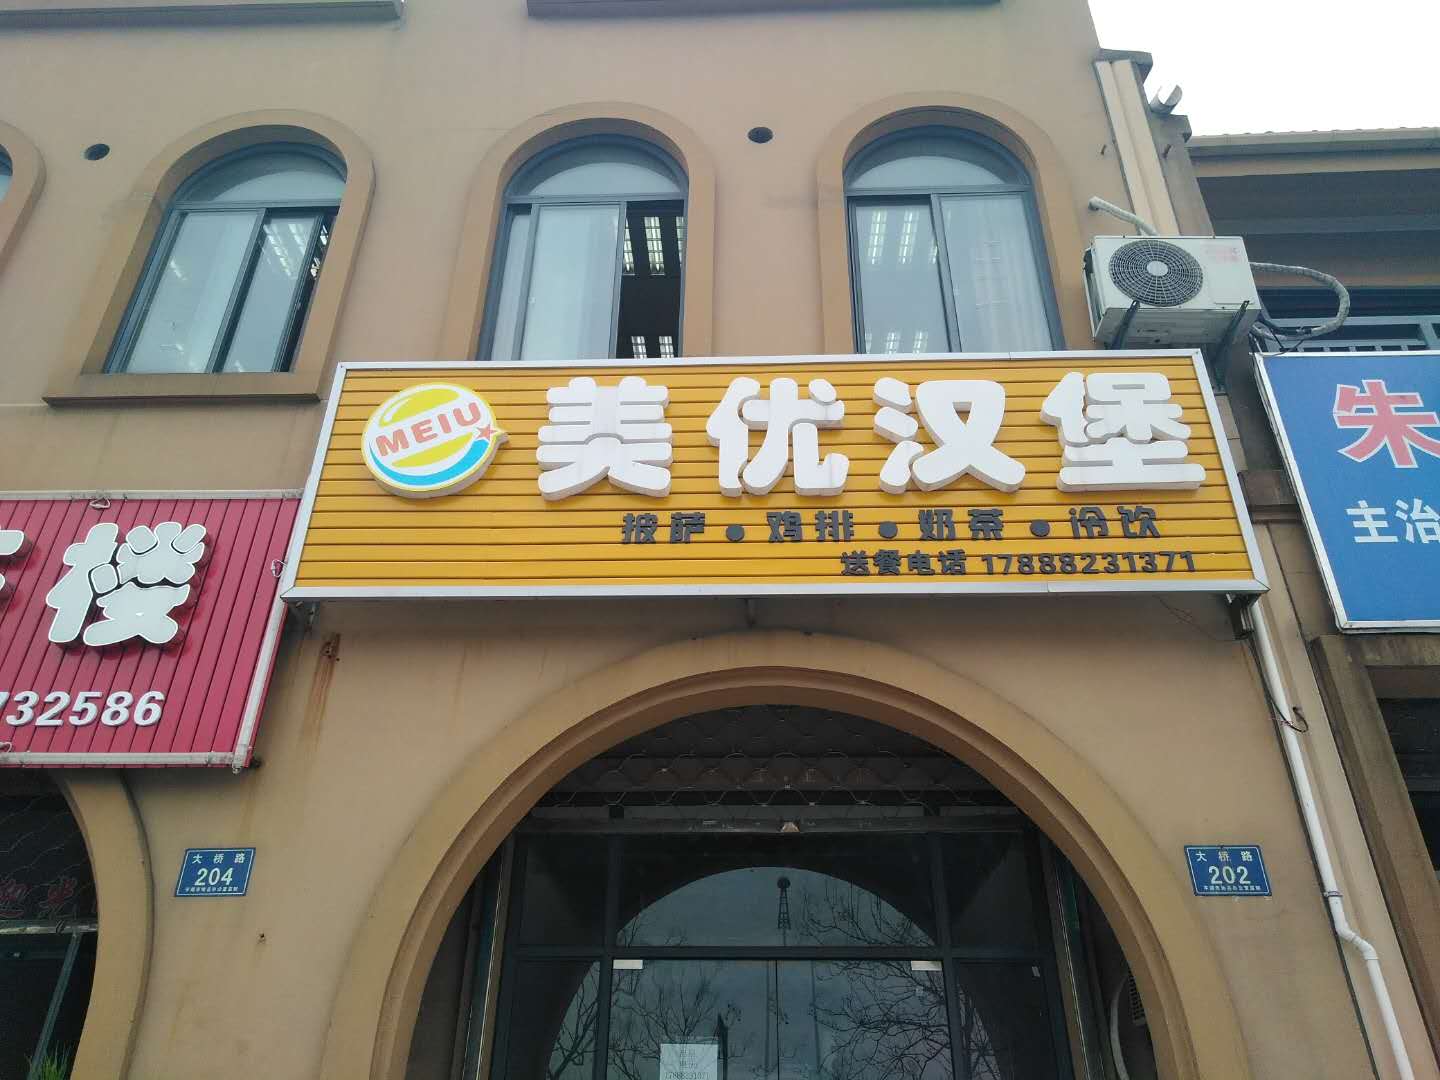 MEIU
美优汉堡
披萨·鸡排·奶茶·冷饮
送餐电话 17888231371
楼
732586
朱
主治
大桥路
204
大桥路
202